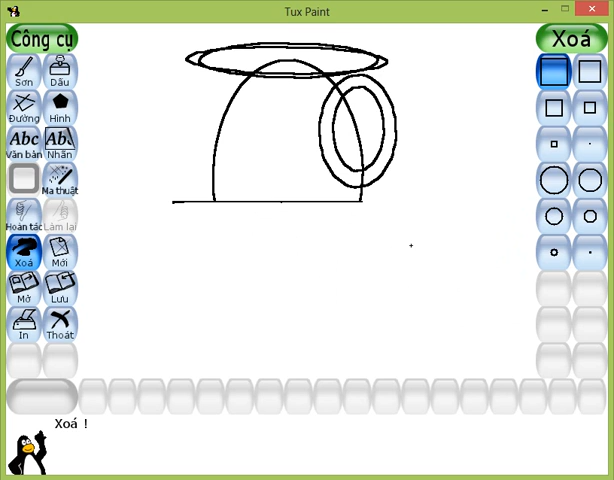 Tux Paint
Công cụ
Xoá
Sơn
Dấu
Đường
Hình
Abc
Văn bản
Abc
Nhãn
Ma thuật
Hoàn tác
Làm lại
Xoá
Mới
Mở
Lưu
In
Thoát
Xoá !